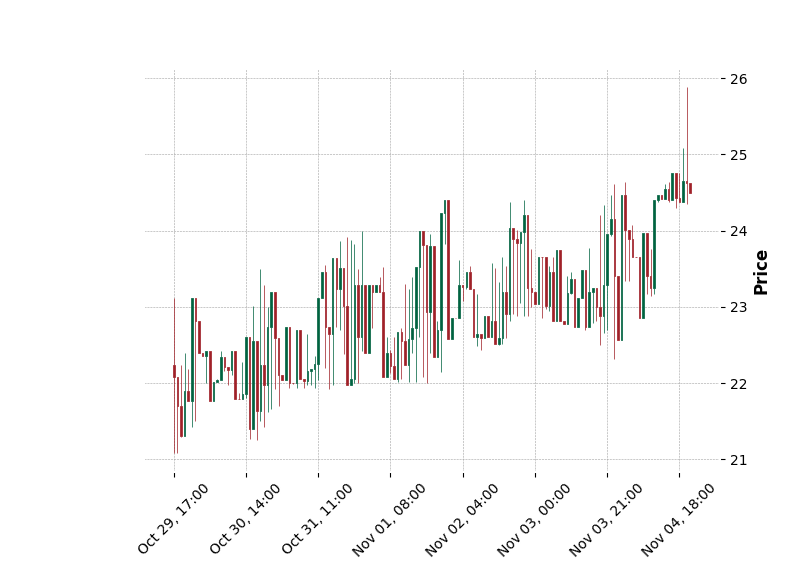 26
25
24
23
22
21
Price
Oct 29, 17:00
Oct 30, 14:00
Oct 31, 11:00
Nov 01, 08:00
Nov 02, 04:00
Nov 03, 00:00
Nov 03, 21:00
Nov 04, 18:00